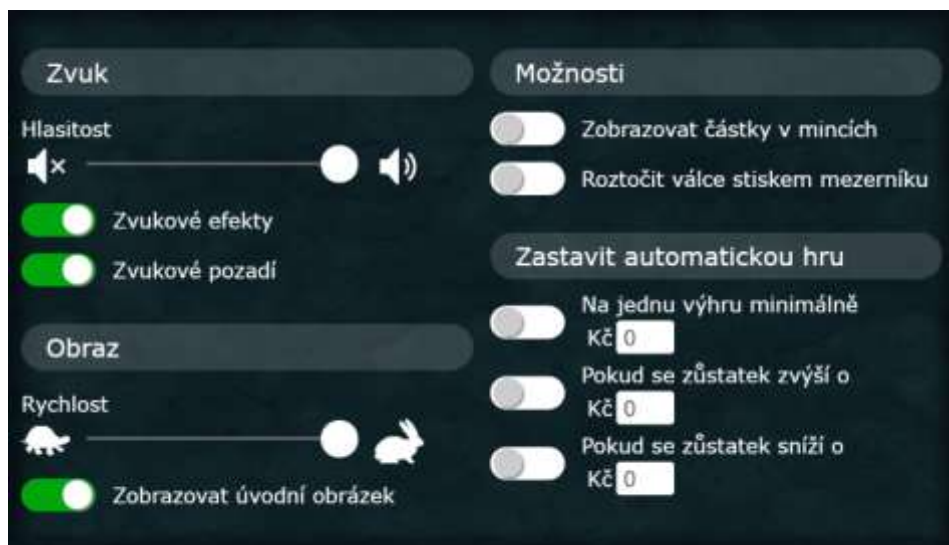 Zvuk
Hlasitost
Zvukové efekty
Zvukové pozadí
Obraz
Rychlost
Zobrazovat úvodní obrázek
Možnosti
Zobrazovat částky v mincích
Roztočit válce stiskem mezerníku
Zastavit automatickou hru
Na jednu výhru minimálně
Kč 0
Pokud se zůstatek zvýší o
Kč 0
Pokud se zůstatek sníží o
Kč 0